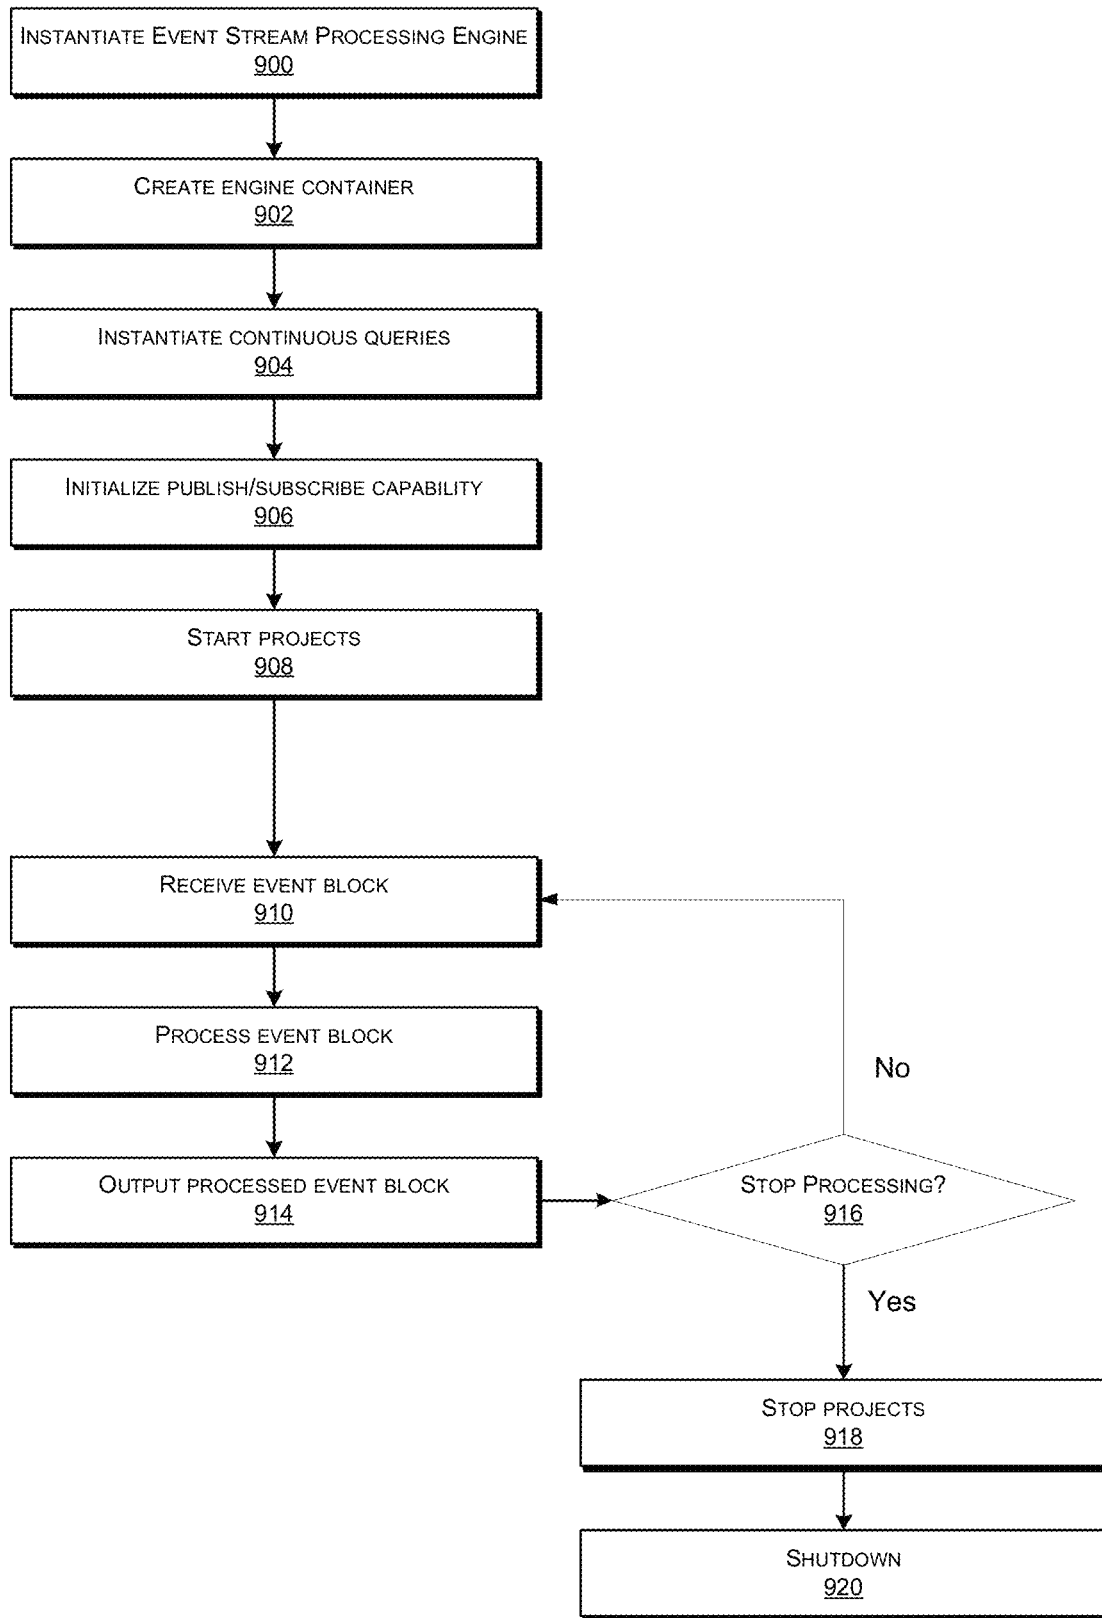 Instantiate Event Stream Processing Engine
900
Create engine container
902
Instantiate continuous queries
904
Initialize publish/subscribe capability
906
Start projects
908
Receive event block
910
Process event block
912
No
Output processed event block
914
Stop Processing?
916
Yes
Stop projects
918
Shutdown
920